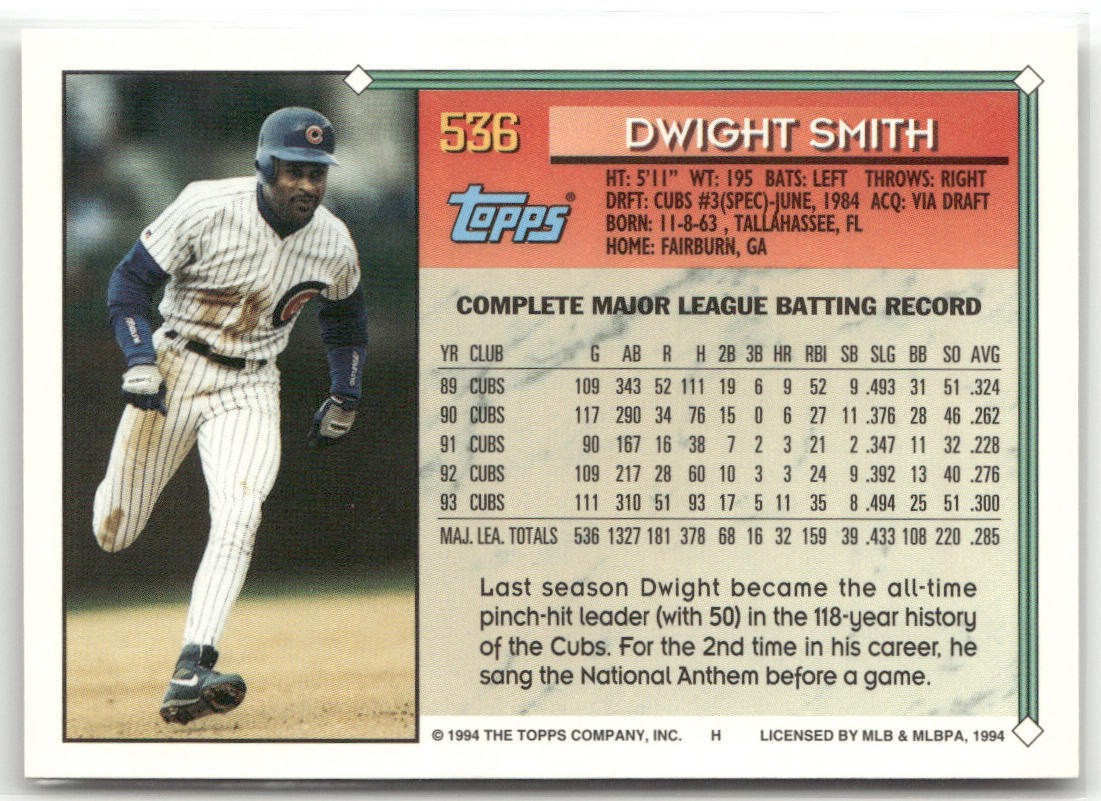 536
DWIGHT SMITH
topps®
HT: 5'11" WT: 195 BATS: LEFT THROWS: RIGHT
DRFT: CUBS #3(SPEC)-JUNE, 1984 ACQ: VIA DRAFT
BORN: 11-8-63 , TALLAHASSEE, FL
HOME: FAIRBURN, GA
COMPLETE MAJOR LEAGUE BATTING RECORD
YR CLUB G AB R H 2B 3B HR RBI SB SLG BB SO AVG
89 CUBS 109 343 52 111 19 6 9 52 9 .493 31 51 .324
90 CUBS 117 290 34 76 15 0 6 27 11 .376 28 46 .262
91 CUBS 90 167 16 38 7 2 3 21 2 .347 11 32 .228
92 CUBS 109 217 28 60 10 3 3 24 9 .392 13 40 .276
93 CUBS 111 310 51 93 17 5 11 35 8 .494 25 51 .300
MAJ. LEA. TOTALS 536 1327 181 378 68 16 32 159 39 .433 108 220 .285
Last season Dwight became the all-time
pinch-hit leader (with 50) in the 118-year history
of the Cubs. For the 2nd time in his career, he
sang the National Anthem before a game.
© 1994 THE TOPPS COMPANY, INC. H LICENSED BY MLB & MLBPA, 1994
C